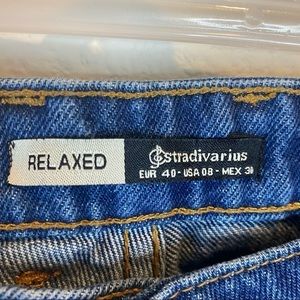 RELAXED
stradivarius
EUR 40 - USA 08 - MEX 30